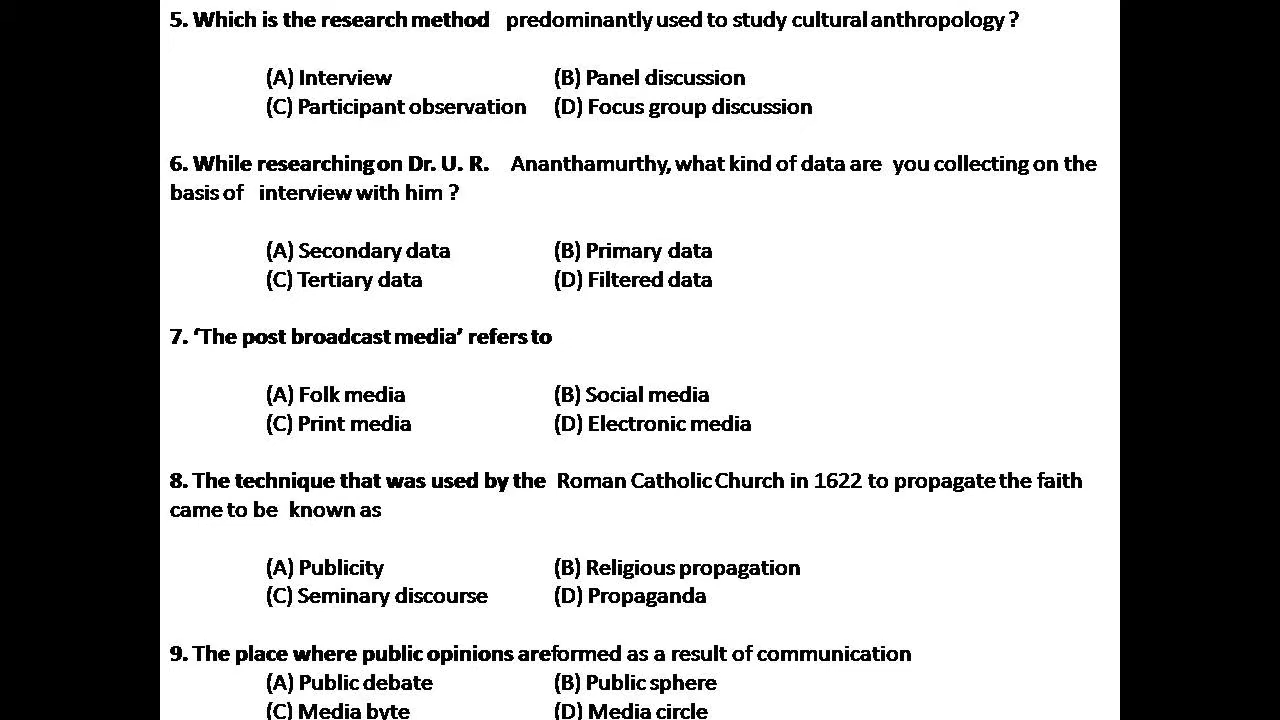 5. Which is the research method predominantly used to study cultural anthropology ?
(A) Interview (B) Panel discussion
(C) Participant observation (D) Focus group discussion
6. While researching on Dr. U. R. Ananthamurthy, what kind of data are you collecting on the
basis of interview with him ?
(A) Secondary data (B) Primary data
(C) Tertiary data (D) Filtered data
7. ‘The post broadcast media’ refers to
(A) Folk media (B) Social media
(C) Print media (D) Electronic media
8. The technique that was used by the Roman Catholic Church in 1622 to propagate the faith
came to be known as
(A) Publicity (B) Religious propagation
(C) Seminary discourse (D) Propaganda
9. The place where public opinions areformed as a result of communication
(A) Public debate (B) Public sphere
(C) Media byte (D) Media circle